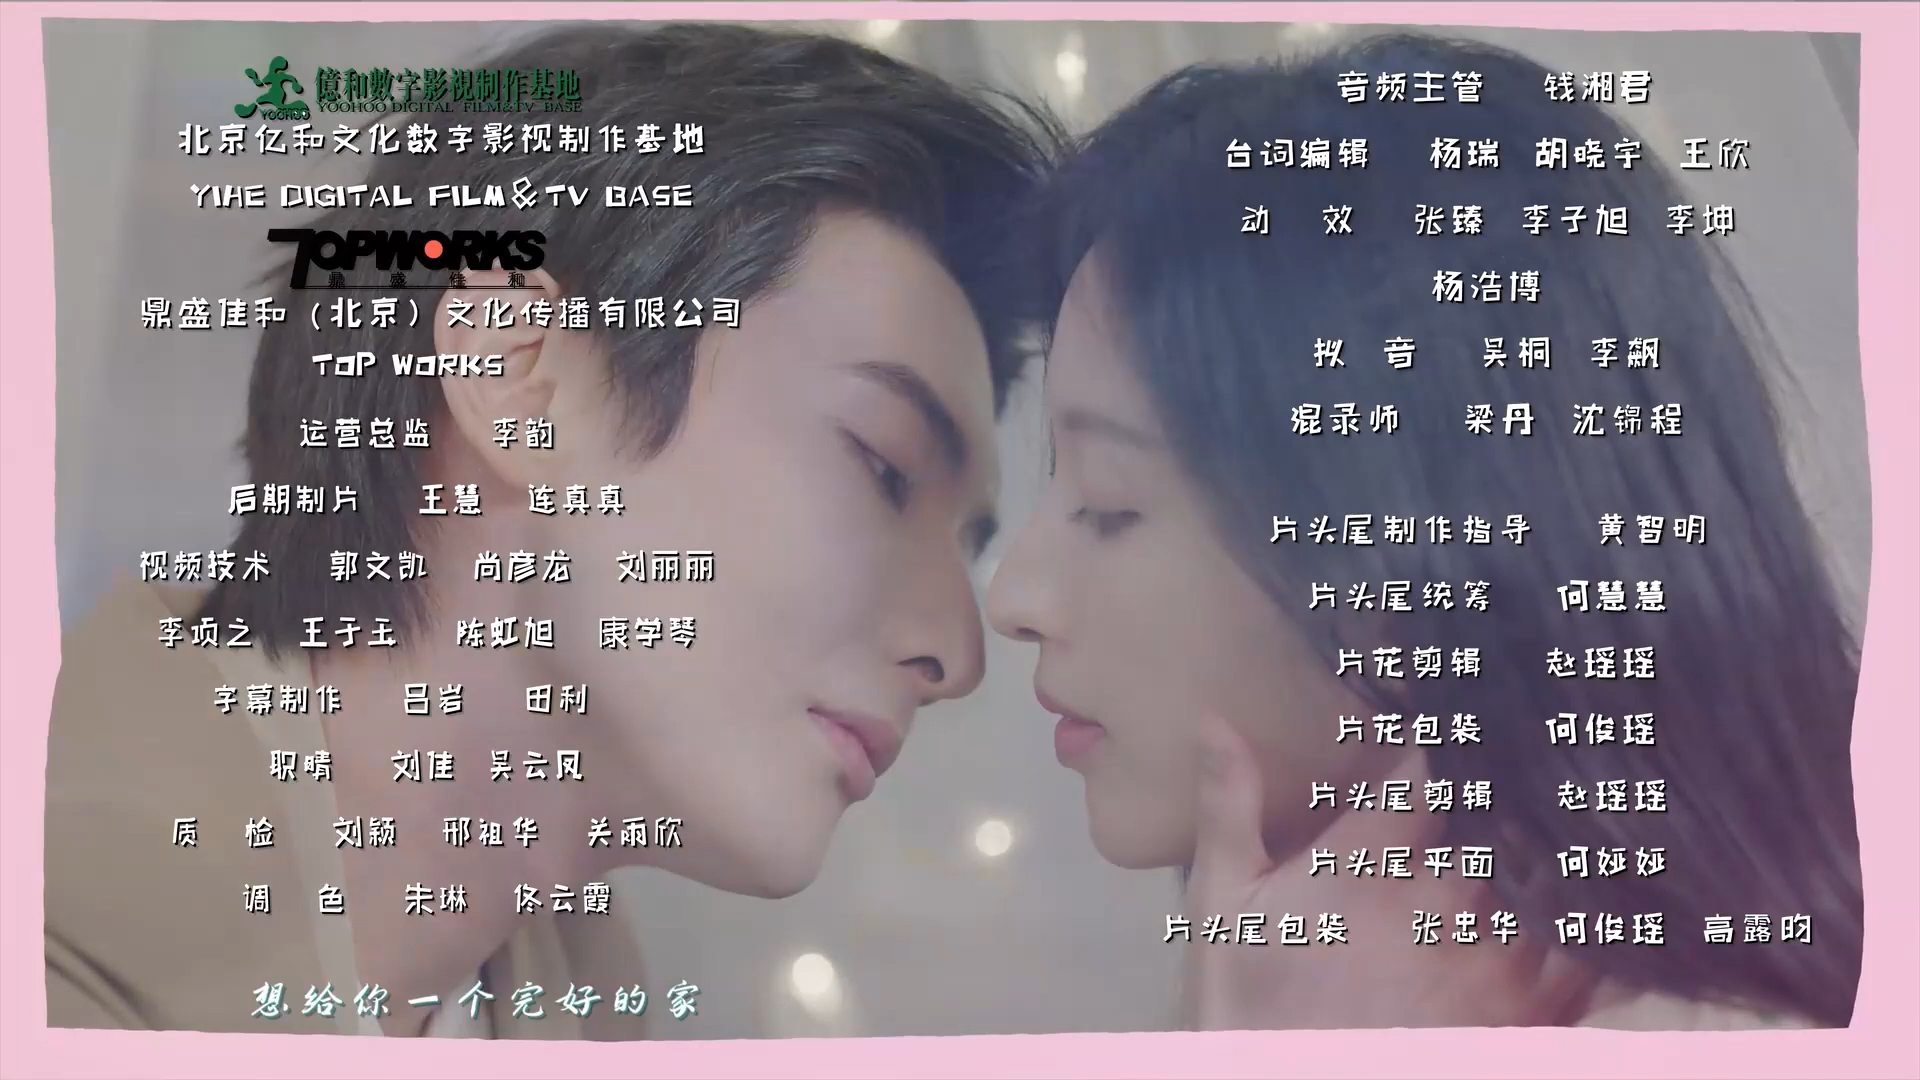 億和數字影視制作基地
YOOHOO DIGITAL FILM&TV BASE
YOOHOO
北京亿和文化数字影视制作基地
YIHE DIGITAL FILM&TV BASE
TOPWORKS
鼎盛佳和
鼎盛佳和（北京）文化传播有限公司
TOP WORKS
运营总监 李韵
后期制片 王慧 连真真
视频技术 郭文凯 尚彦龙 刘丽丽
李项之 王于玉 陈虹旭 康学琴
字幕制作 吕岩 田利
职晴 刘佳 吴云凤
质 检 刘颖 邢祖华 关雨欣
调 色 朱琳 佟云霞
想给你一个完好的家
音频主管 钱湘君
台词编辑 杨瑞 胡晓宇 王欣
动 效 张臻 李子旭 李坤
杨浩博
拟 音 吴桐 李飙
混录师 梁丹 沈锦程
片头尾制作指导 黄智明
片头尾统筹 何慧慧
片花剪辑 赵瑶瑶
片花包装 何俊瑶
片头尾剪辑 赵瑶瑶
片头尾平面 何娅娅
片头尾包装 张忠华 何俊瑶 高露昀